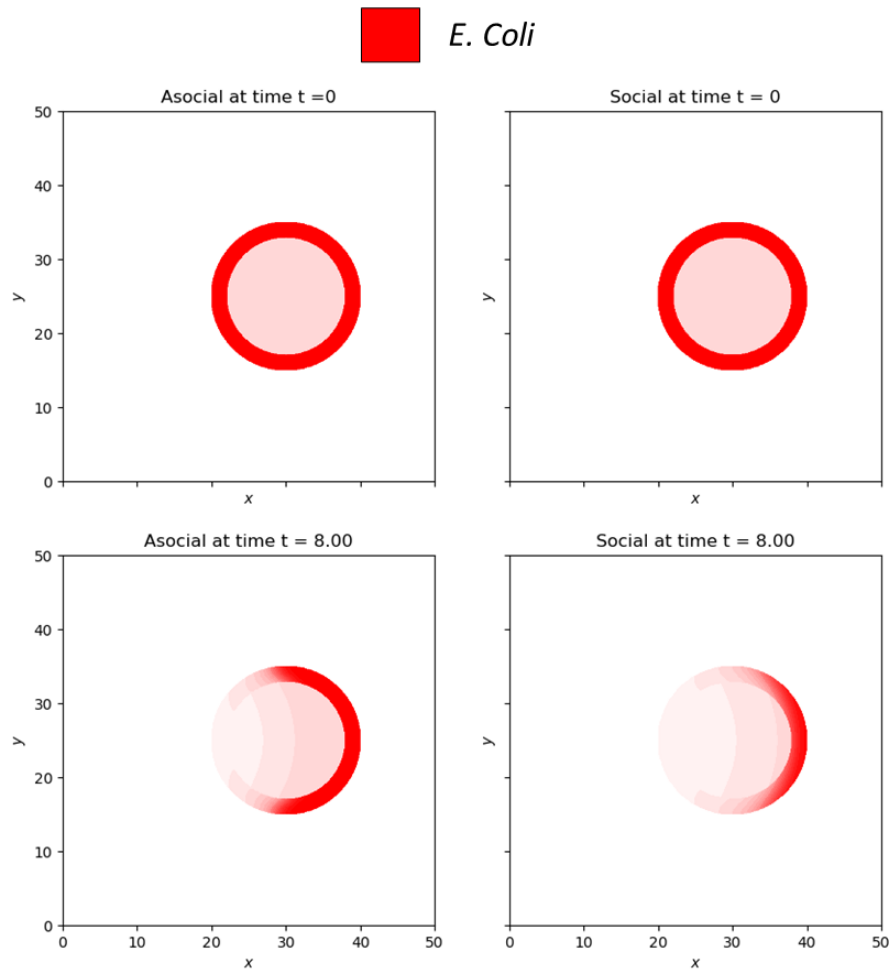 E. Coli
Asocial at time t =0
Social at time t = 0
50
40
30
20
10
0
y
x
y
x
Asocial at time t = 8.00
Social at time t = 8.00
50
40
30
20
10
0
y
0 10 20 30 40 50
x
y
0 10 20 30 40 50
x